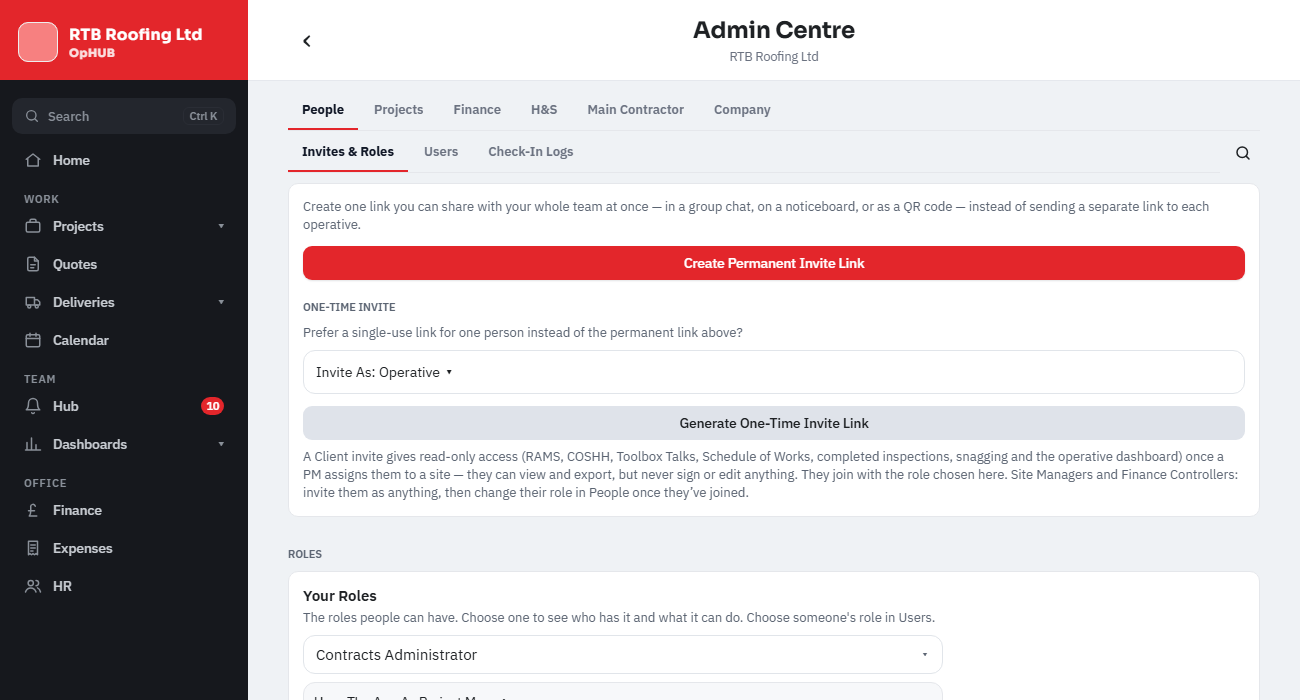 RTB Roofing Ltd
OpHUB
Search Ctrl K
Home
WORK
Projects
Quotes
Deliveries
Calendar
TEAM
Hub 10
Dashboards
OFFICE
Finance
Expenses
HR
Admin Centre
RTB Roofing Ltd
People Projects Finance H&S Main Contractor Company
Invites & Roles Users Check-In Logs
Create one link you can share with your whole team at once — in a group chat, on a noticeboard, or as a QR code — instead of sending a separate link to each
operative.
Create Permanent Invite Link
ONE-TIME INVITE
Prefer a single-use link for one person instead of the permanent link above?
Invite As: Operative
Generate One-Time Invite Link
A Client invite gives read-only access (RAMS, COSHH, Toolbox Talks, Schedule of Works, completed inspections, snagging and the operative dashboard) once a
PM assigns them to a site — they can view and export, but never sign or edit anything. They join with the role chosen here. Site Managers and Finance Controllers:
invite them as anything, then change their role in People once they’ve joined.
ROLES
Your Roles
The roles people can have. Choose one to see who has it and what it can do. Choose someone's role in Users.
Contracts Administrator